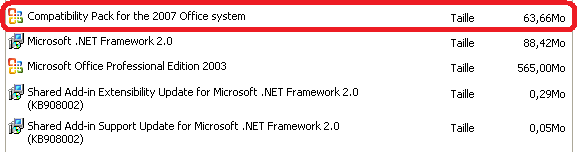 Compatibility Pack for the 2007 Office system Taille 63,66Mo
Microsoft .NET Framework 2.0 Taille 88,42Mo
Microsoft Office Professional Edition 2003 Taille 565,00Mo
Shared Add-in Extensibility Update for Microsoft .NET Framework 2.0 Taille 0,29Mo
(KB908002)
Shared Add-in Support Update for Microsoft .NET Framework 2.0 Taille 0,05Mo
(KB908002)